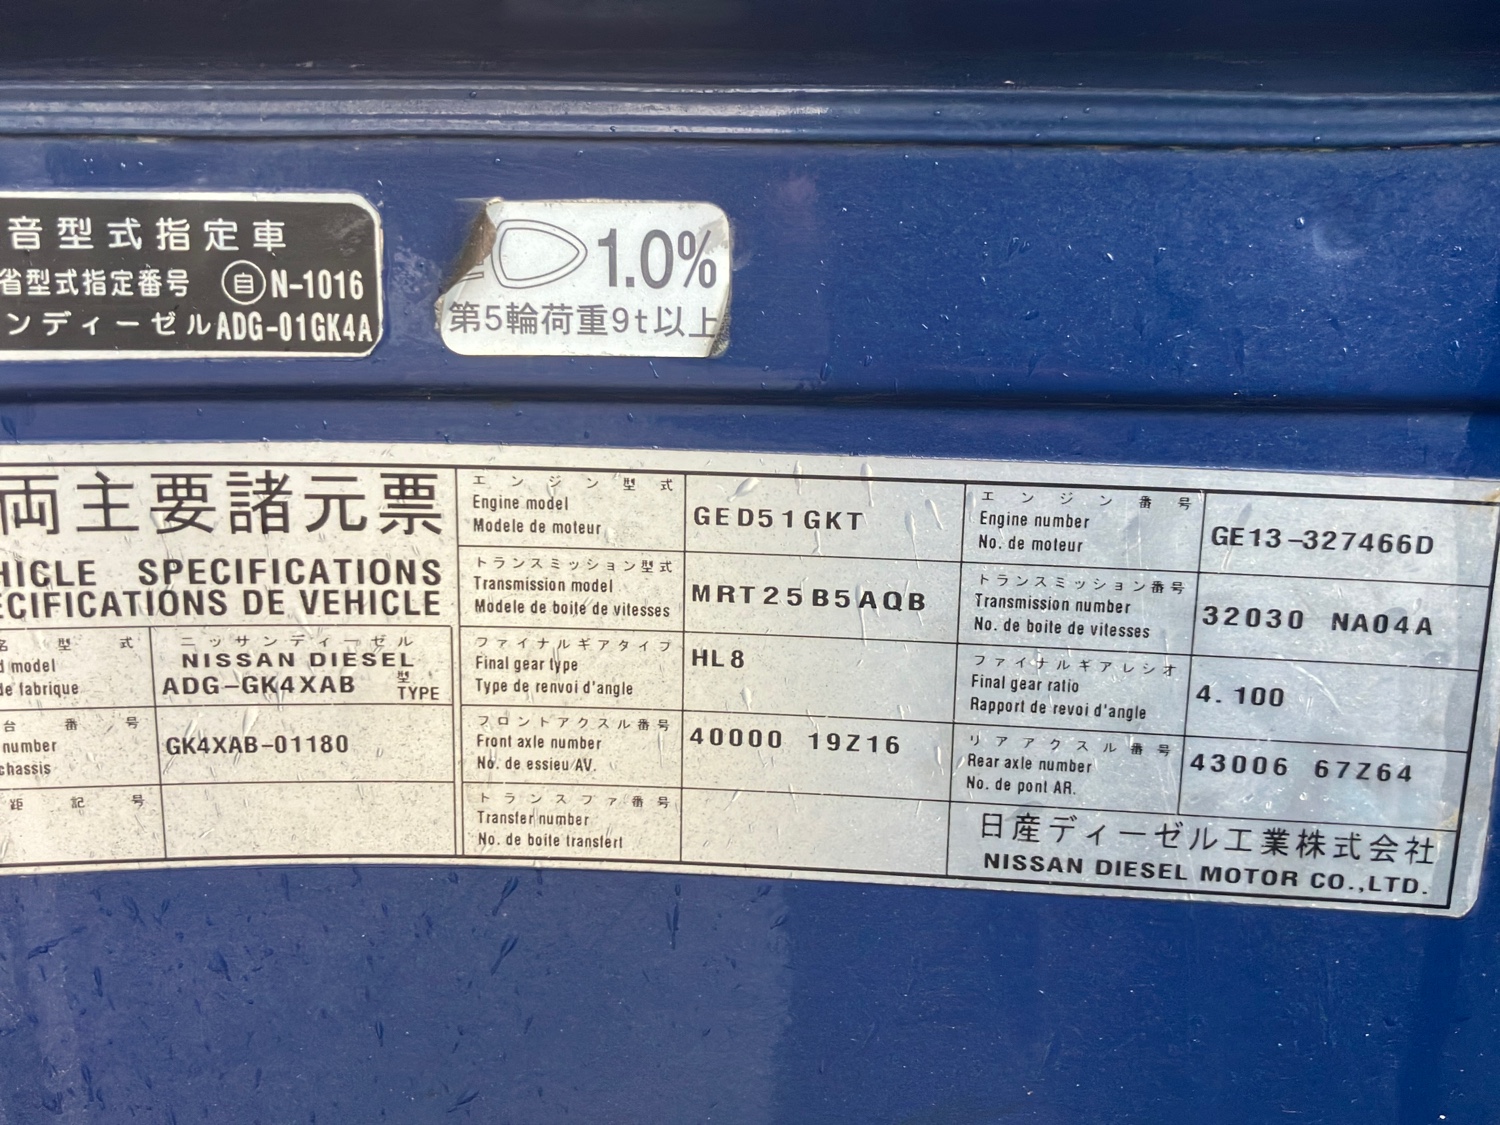 音型式指定車
省型式指定番号 自 N-1016
ンディーゼル ADG-01GK4A
1.0%
第5輪荷重9t以上
両主要諸元票
HICLE SPECIFICATIONS
ECIFICATIONS DE VEHICLE
名型式
d model
de fabrique
ニッサンディーゼル
NISSAN DIESEL
ADG-GK4XAB 型 TYPE
台番号
number
chassis
GK4XAB-01180
距記号
エンジン型式
Engine model
Modele de moteur
GED51GKT
エンジン番号
Engine number
No. de moteur
GE13-327466D
トランスミッション型式
Transmission model
Modele de boite de vitesses
MRT25B5AQB
トランスミッション番号
Transmission number
No. de boite de vitesses
32030 NA04A
ファイナルギアタイプ
Final gear type
Type de renvoi d'angle
HL8
ファイナルギアレシオ
Final gear ratio
Rapport de revoi d'angle
4.100
フロントアクスル番号
Front axle number
No. de essieu AV.
40000 19Z16
リアアクスル番号
Rear axle number
No. de pont AR.
43006 67Z64
トランスファ番号
Transfer number
No. de boite transfert
日産ディーゼル工業株式会社
NISSAN DIESEL MOTOR CO.,LTD.